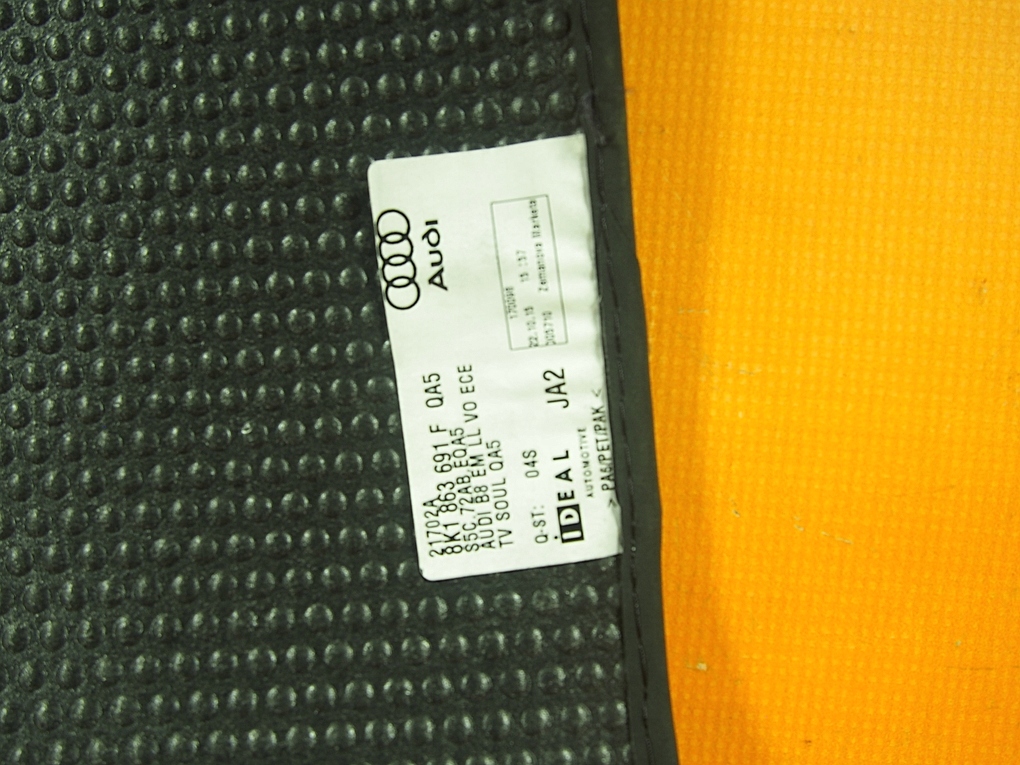 Audi
21702A
8K1 863 691 F QA5
S5C.72AB.EQA5
AUDI B8 EM LL VO ECE
TV SOUL QA5
170098
22.10.15 15:57
005710 Zemanova Marketa
Q-ST: 04S
IDEAL JA2
AUTOMOTIVE
> PA6/PET/PAK <